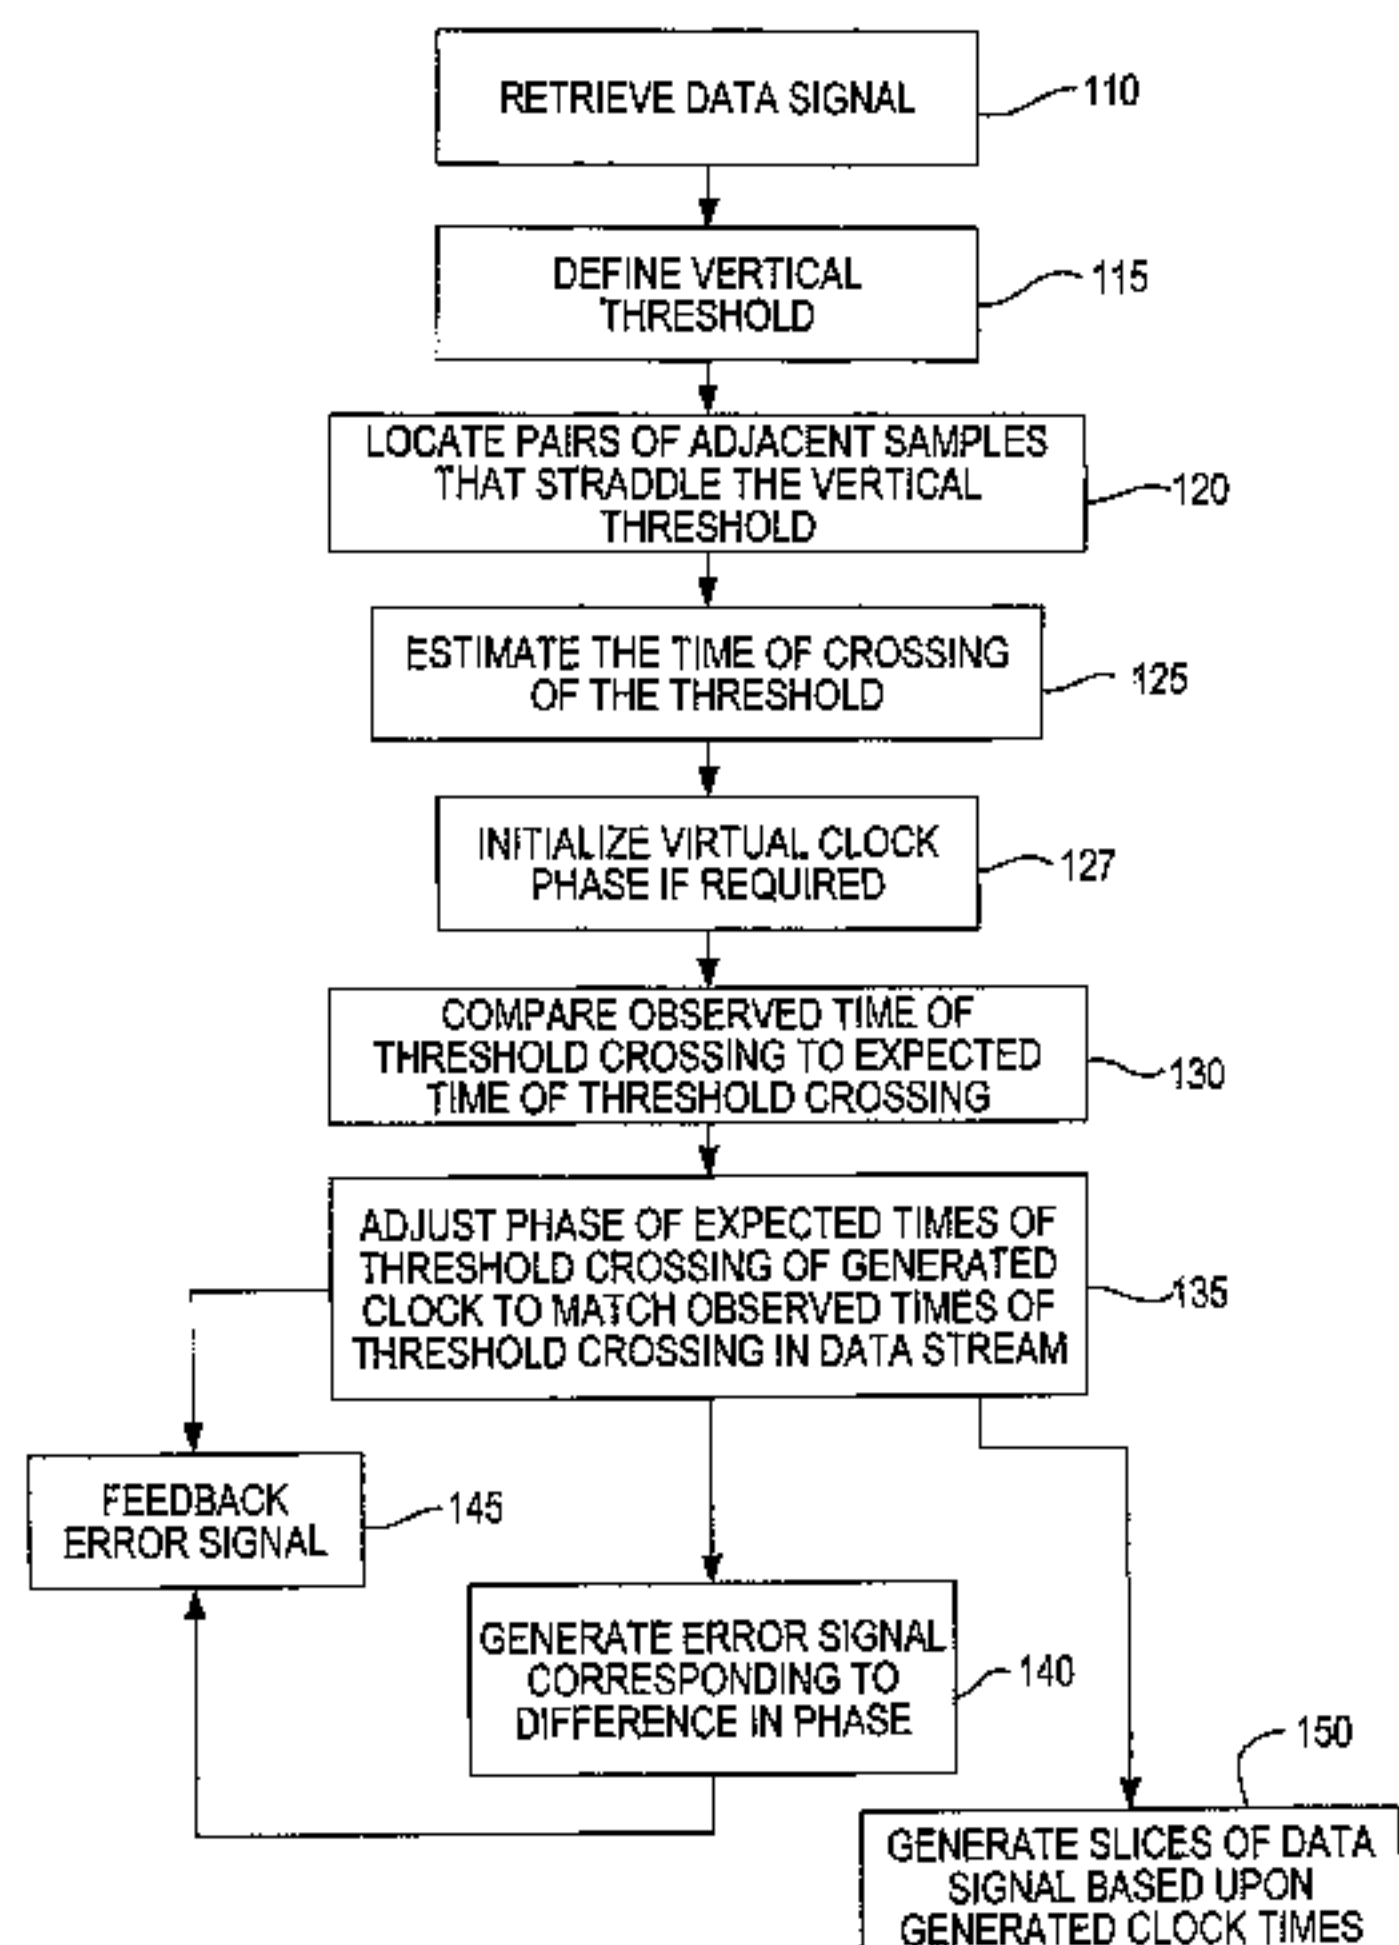 RETRIEVE DATA SIGNAL
110
DEFINE VERTICAL
THRESHOLD
115
LOCATE PAIRS OF ADJACENT SAMPLES
THAT STRADDLE THE VERTICAL
THRESHOLD
120
ESTIMATE THE TIME OF CROSSING
OF THE THRESHOLD
125
INITIALIZE VIRTUAL CLOCK
PHASE IF REQUIRED
127
COMPARE OBSERVED TIME OF
THRESHOLD CROSSING TO EXPECTED
TIME OF THRESHOLD CROSSING
130
ADJUST PHASE OF EXPECTED TIMES OF
THRESHOLD CROSSING OF GENERATED
CLOCK TO MATCH OBSERVED TIMES OF
THRESHOLD CROSSING IN DATA STREAM
135
FEEDBACK
ERROR SIGNAL
145
GENERATE ERROR SIGNAL
CORRESPONDING TO
DIFFERENCE IN PHASE
140
150
GENERATE SLICES OF DATA
SIGNAL BASED UPON
GENERATED CLOCK TIMES